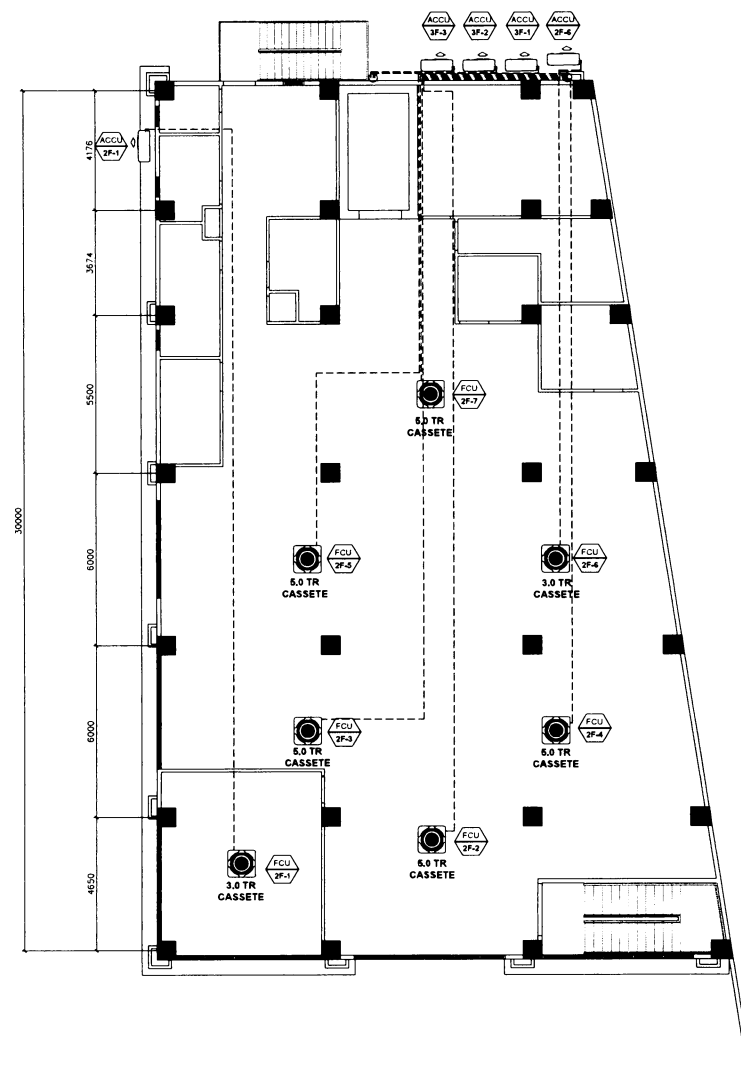 ACCU
3F-3
ACCU
3F-2
ACCU
3F-1
ACCU
2F-6
ACCU
2F-1
4176
3674
5500
30000
6000
6000
4650
FCU
2F-7
5.0 TR
CASSETE
FCU
2F-5
5.0 TR
CASSETE
FCU
2F-6
3.0 TR
CASSETE
FCU
2F-3
5.0 TR
CASSETE
FCU
2F-4
5.0 TR
CASSETE
FCU
2F-2
5.0 TR
CASSETE
FCU
2F-1
3.0 TR
CASSETE